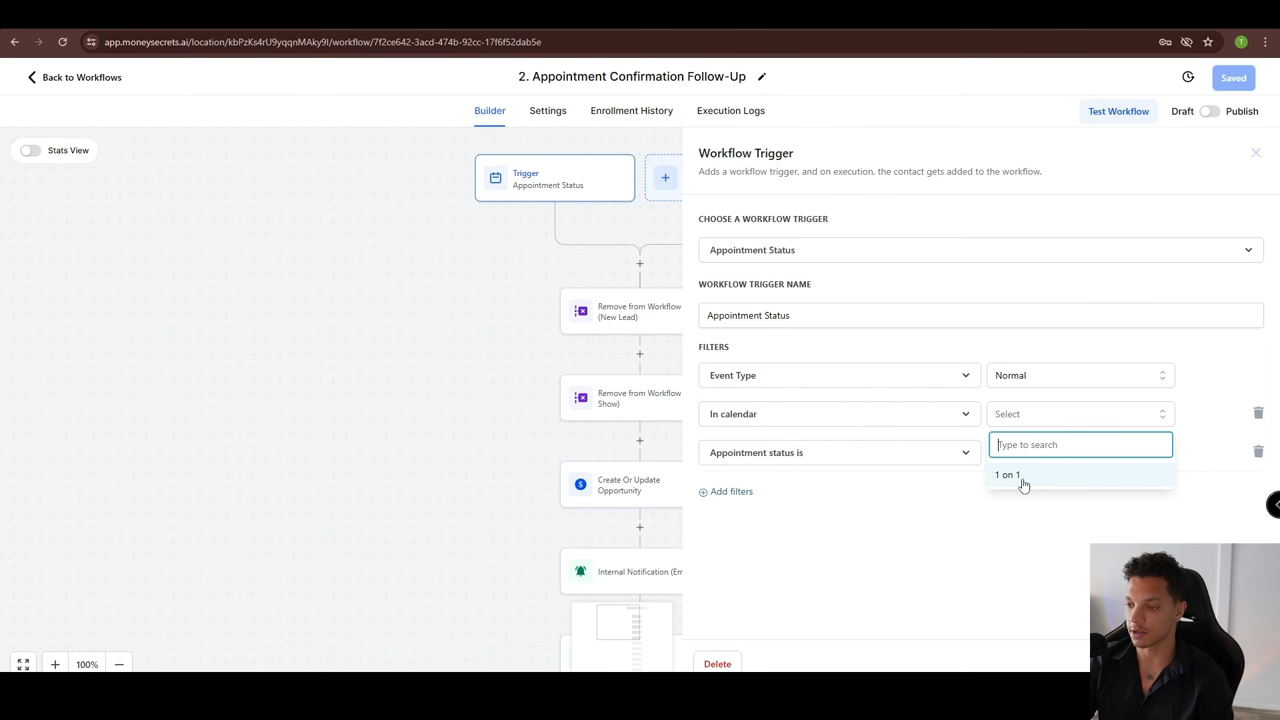 app.moneysecrets.ai/location/kbPzKs4rU9yqqnMAky9I/workflow/7f2ce642-3acd-474b-92cc-17f6f52dab5e
T
Back to Workflows
2. Appointment Confirmation Follow-Up
Saved
Builder
Settings
Enrollment History
Execution Logs
Test Workflow
Draft
Publish
Stats View
Trigger
Appointment Status
Remove from Workflow
(New Lead)
Remove from Workflow
Show)
Create Or Update
Opportunity
Internal Notification (Em
100%
Workflow Trigger
Adds a workflow trigger, and on execution, the contact gets added to the workflow.
CHOOSE A WORKFLOW TRIGGER
Appointment Status
WORKFLOW TRIGGER NAME
Appointment Status
FILTERS
Event Type
Normal
In calendar
Select
Type to search
Appointment status is
1 on 1
Add filters
Delete